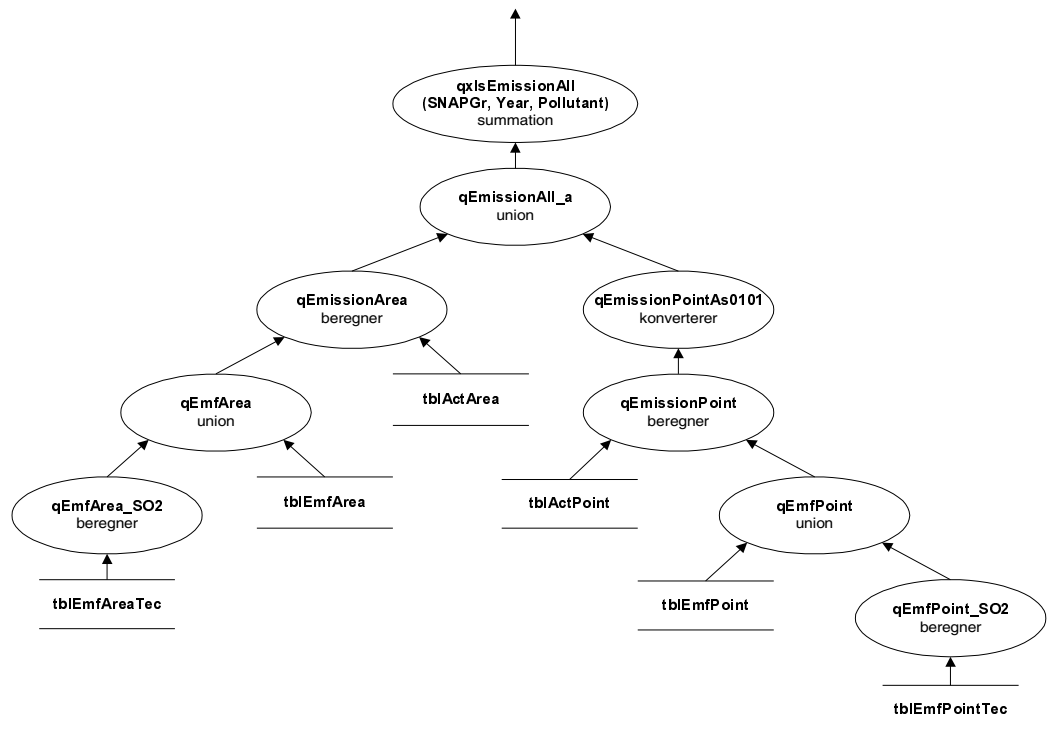 qxlsEmissionAll
(SNAPGr, Year, Pollutant)
summation
qEmissionAll_a
union
qEmissionArea
beregner
qEmissionPointAs0101
konverterer
qEmfArea
union
tblActArea
qEmissionPoint
beregner
qEmfArea_SO2
beregner
tblEmfArea
tblActPoint
qEmfPoint
union
tblEmfAreaTec
tblEmfPoint
qEmfPoint_SO2
beregner
tblEmfPointTec